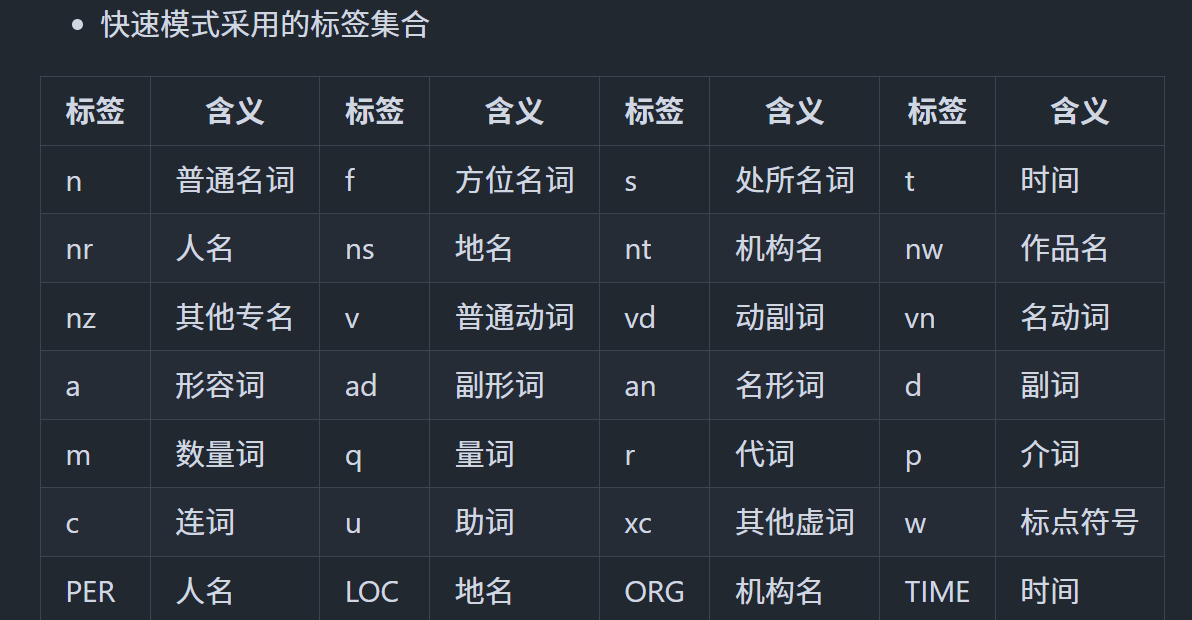 快速模式采用的标签集合
标签 含义 标签 含义 标签 含义 标签 含义
n 普通名词 f 方位名词 s 处所名词 t 时间
nr 人名 ns 地名 nt 机构名 nw 作品名
nz 其他专名 v 普通动词 vd 动副词 vn 名动词
a 形容词 ad 副形词 an 名形词 d 副词
m 数量词 q 量词 r 代词 p 介词
c 连词 u 助词 xc 其他虚词 w 标点符号
PER 人名 LOC 地名 ORG 机构名 TIME 时间